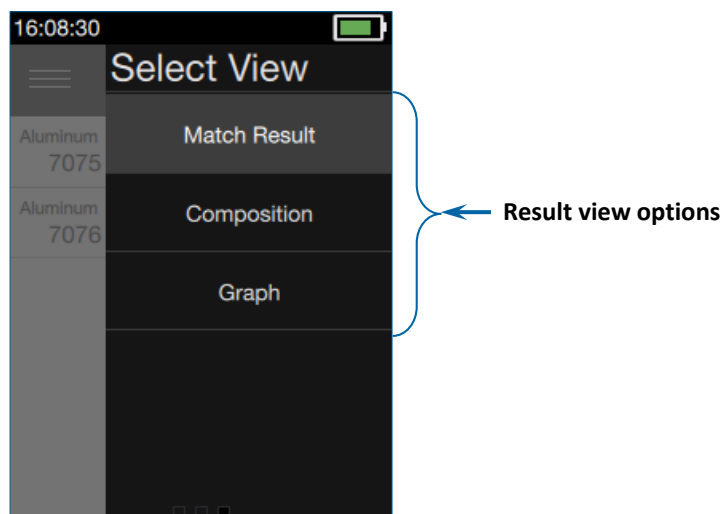 16:08:30
Select View
Aluminum
7075
Aluminum
7076
Match Result
Composition
Graph
Result view options